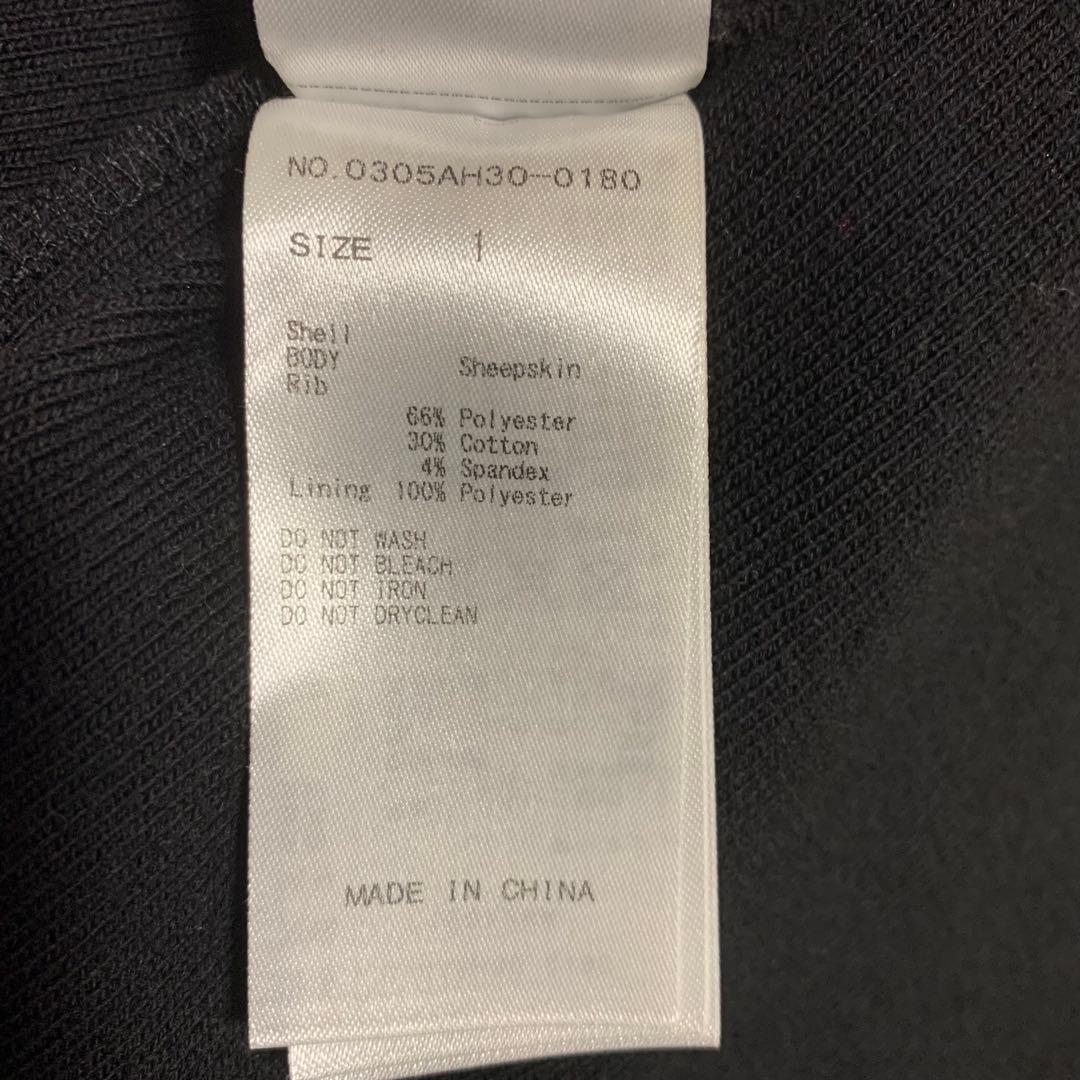 NO.0305AH30-0180
SIZE 1
Shell
BODY Sheepskin
Rib
66% Polyester
30% Cotton
4% Spandex
Lining 100% Polyester
DO NOT WASH
DO NOT BLEACH
DO NOT IRON
DO NOT DRYCLEAN
MADE IN CHINA